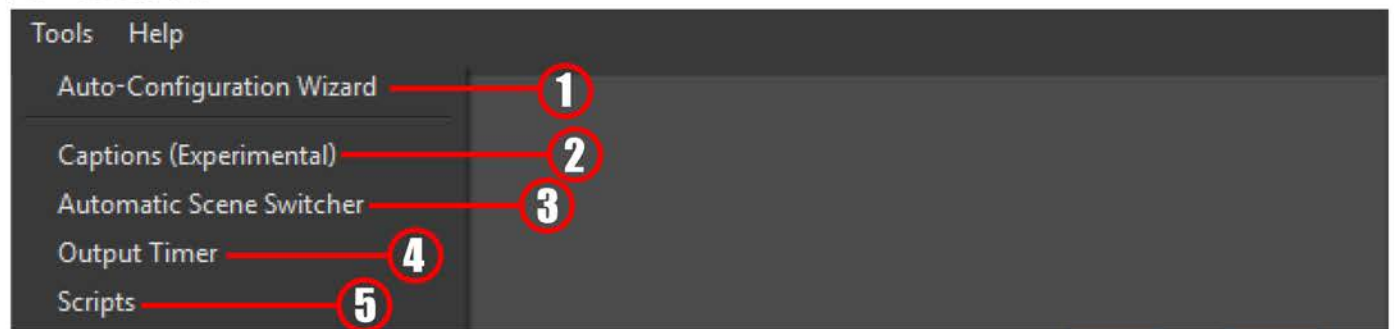 Tools Help
Auto-Configuration Wizard 1
Captions (Experimental) 2
Automatic Scene Switcher 3
Output Timer 4
Scripts 5